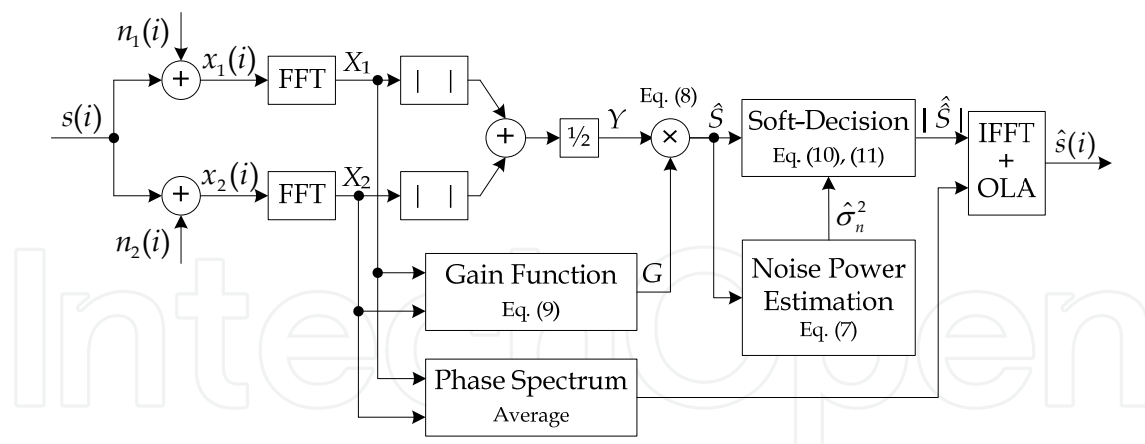 n₁(i)
x₁(i)
FFT
X₁
| |
s(i)
+
+
½
Y
Eq. (8)
×
Ŝ
Soft-Decision
Eq. (10), (11)
| Ŝ̂ |
IFFT
+
OLA
ŝ(i)
+
x₂(i)
FFT
X₂
| |
n₂(i)
σ̂ₙ²
Gain Function
Eq. (9)
G
Noise Power
Estimation
Eq. (7)
Phase Spectrum
Average
IntechOpen